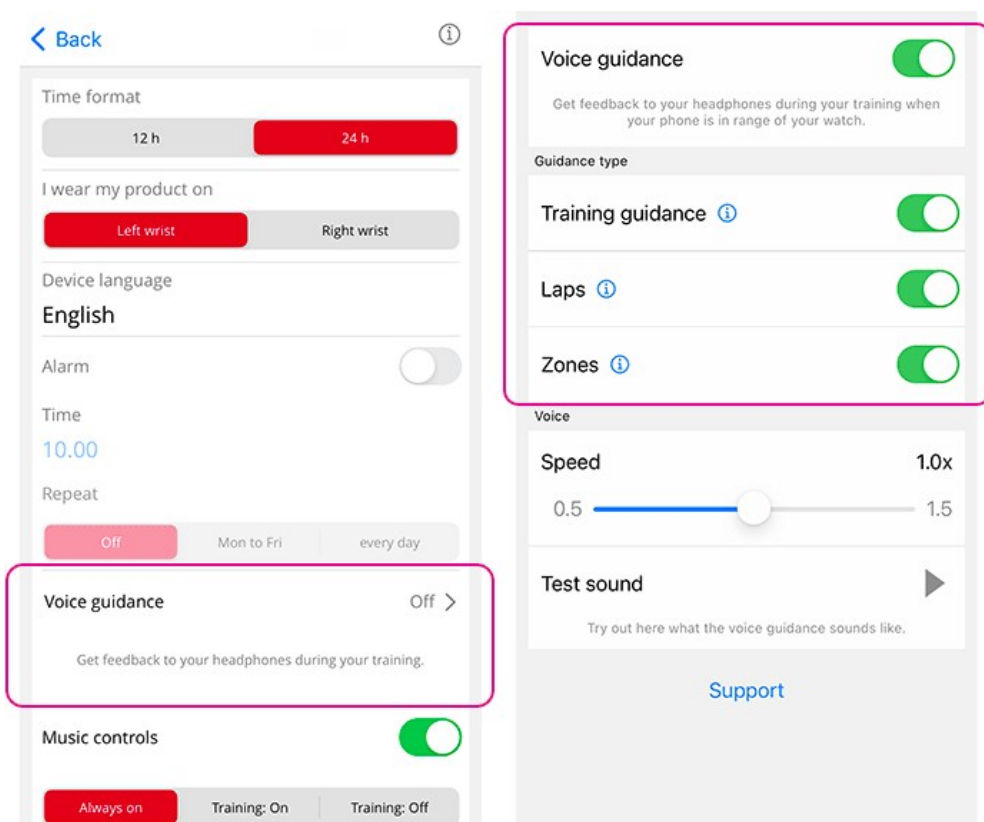 Back
Time format
12 h 24 h
I wear my product on
Left wrist Right wrist
Device language
English
Alarm
Time
10.00
Repeat
Off Mon to Fri every day
Voice guidance Off
Get feedback to your headphones during your training.
Music controls
Always on Training: On Training: Off
Voice guidance
Get feedback to your headphones during your training when
your phone is in range of your watch.
Guidance type
Training guidance
Laps
Zones
Voice
Speed 1.0x
0.5 1.5
Test sound
Try out here what the voice guidance sounds like.
Support